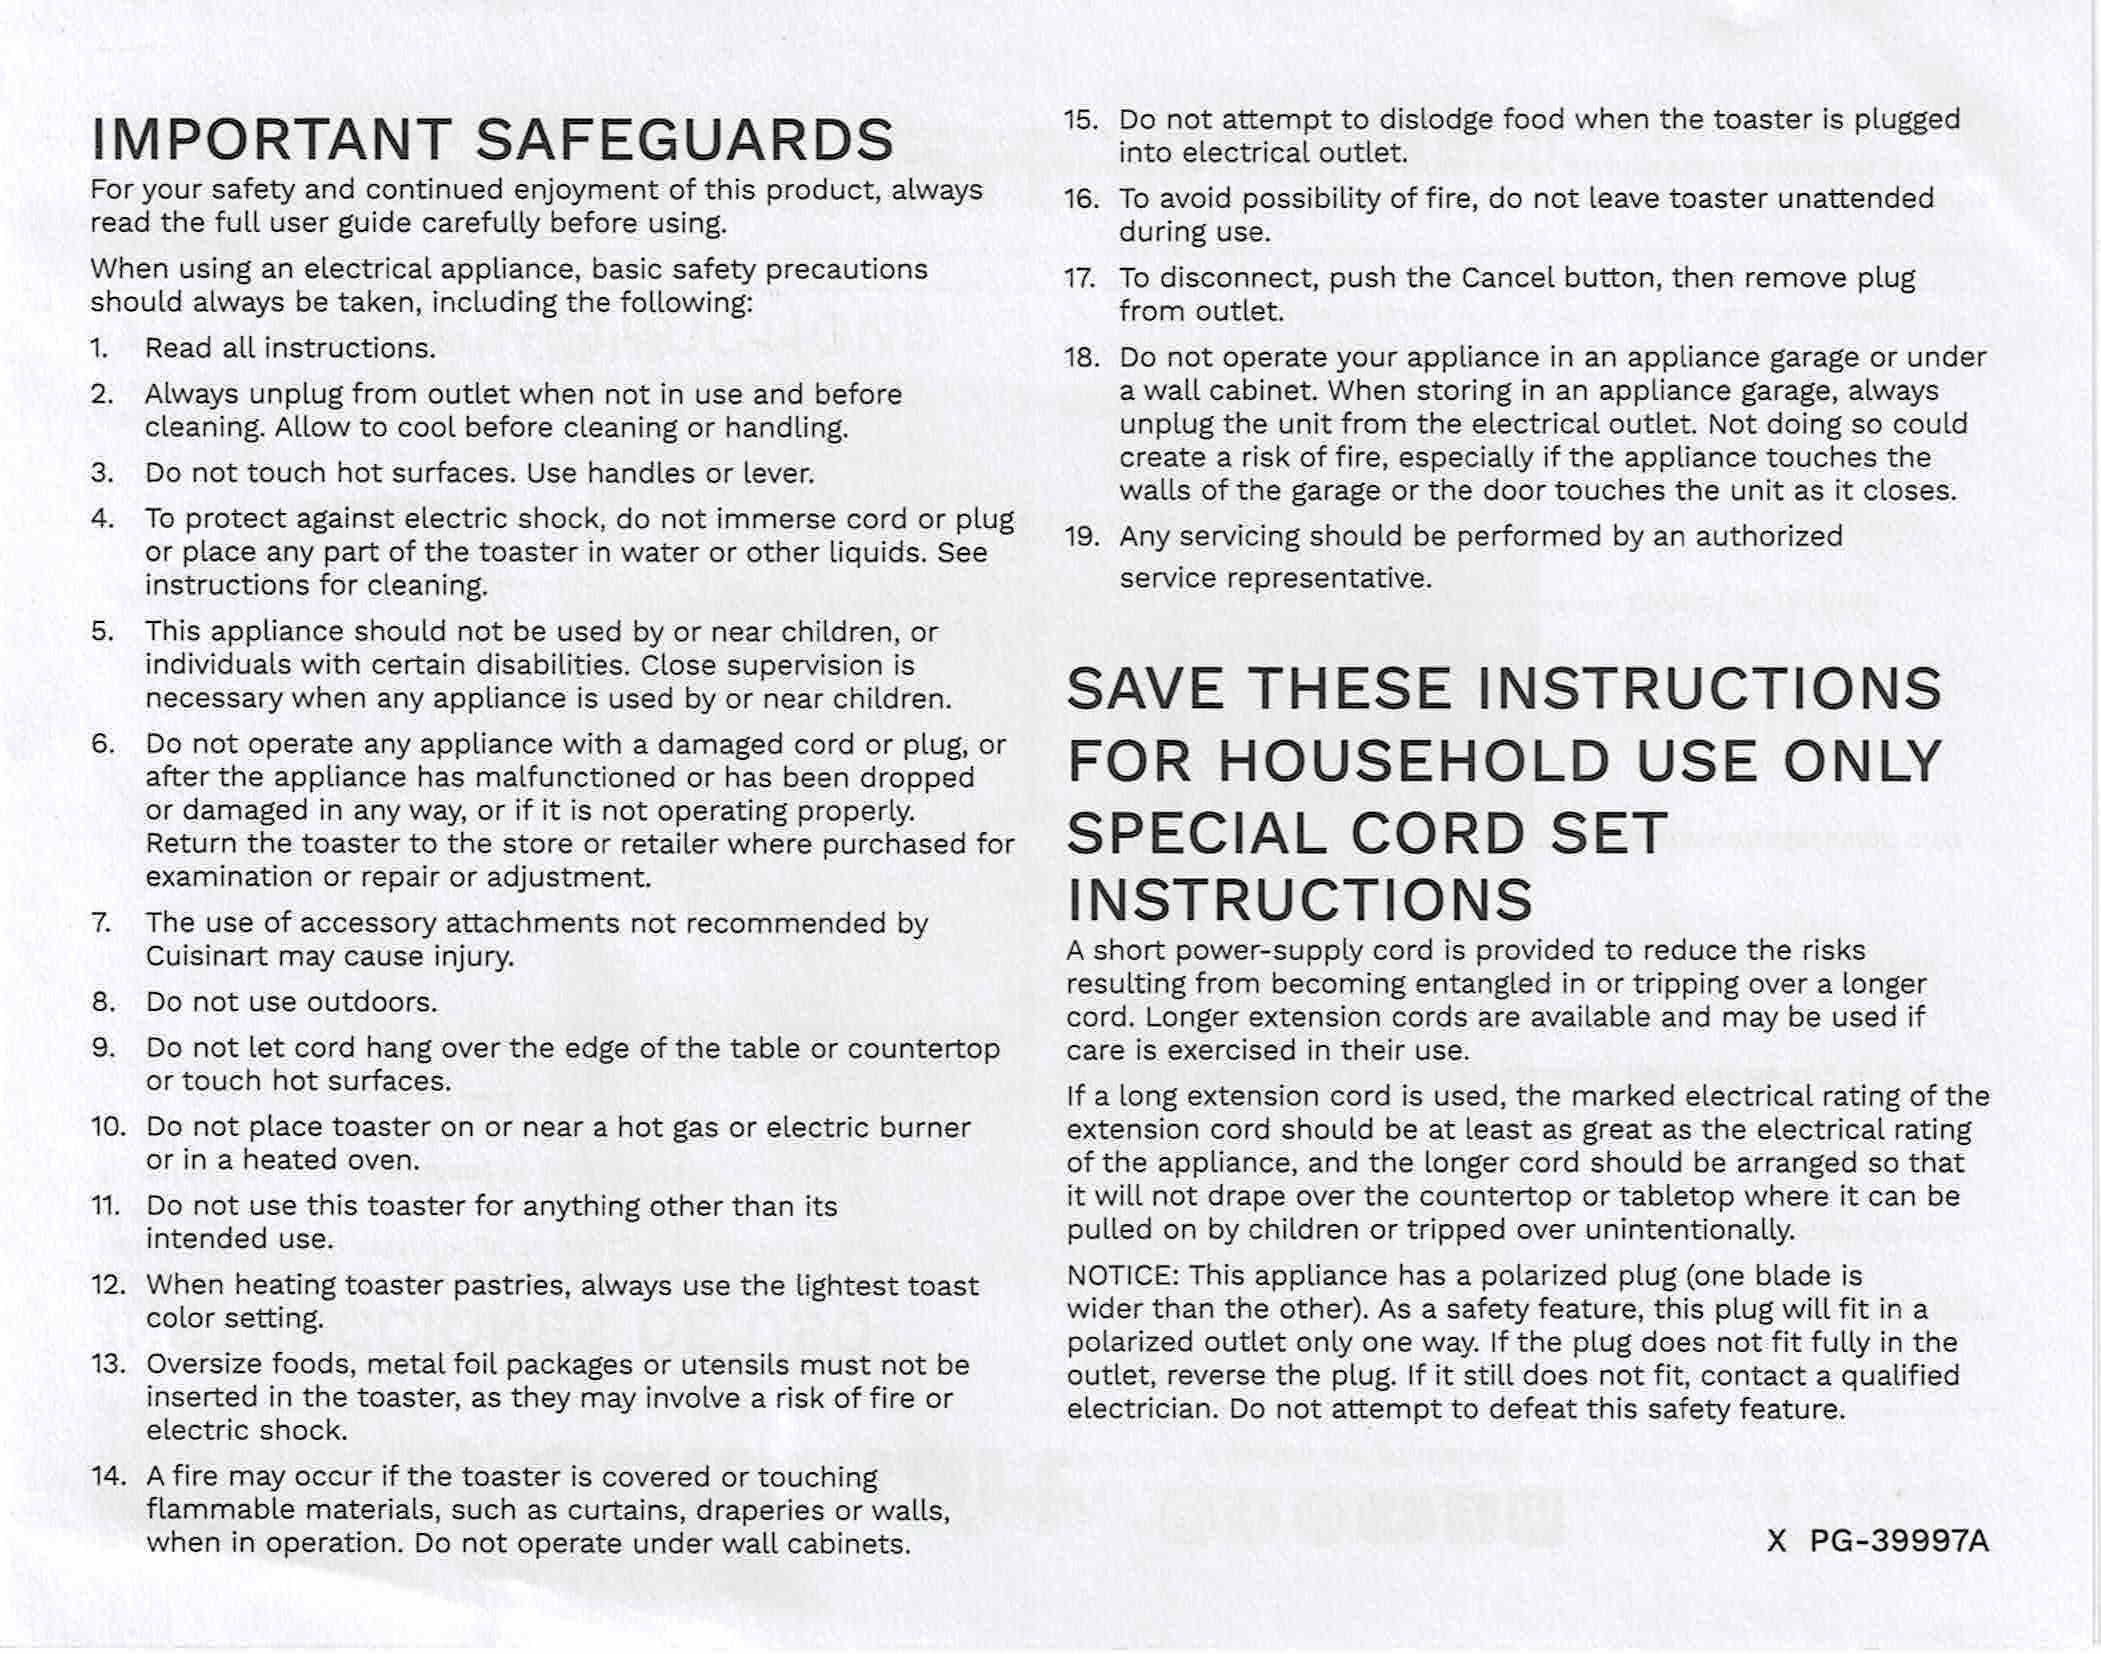 IMPORTANT SAFEGUARDS
For your safety and continued enjoyment of this product, always
read the full user guide carefully before using.
When using an electrical appliance, basic safety precautions
should always be taken, including the following:
1. Read all instructions.
2. Always unplug from outlet when not in use and before
cleaning. Allow to cool before cleaning or handling.
3. Do not touch hot surfaces. Use handles or lever.
4. To protect against electric shock, do not immerse cord or plug
or place any part of the toaster in water or other liquids. See
instructions for cleaning.
5. This appliance should not be used by or near children, or
individuals with certain disabilities. Close supervision is
necessary when any appliance is used by or near children.
6. Do not operate any appliance with a damaged cord or plug, or
after the appliance has malfunctioned or has been dropped
or damaged in any way, or if it is not operating properly.
Return the toaster to the store or retailer where purchased for
examination or repair or adjustment.
7. The use of accessory attachments not recommended by
Cuisinart may cause injury.
8. Do not use outdoors.
9. Do not let cord hang over the edge of the table or countertop
or touch hot surfaces.
10. Do not place toaster on or near a hot gas or electric burner
or in a heated oven.
11. Do not use this toaster for anything other than its
intended use.
12. When heating toaster pastries, always use the lightest toast
color setting.
13. Oversize foods, metal foil packages or utensils must not be
inserted in the toaster, as they may involve a risk of fire or
electric shock.
14. A fire may occur if the toaster is covered or touching
flammable materials, such as curtains, draperies or walls,
when in operation. Do not operate under wall cabinets.
15. Do not attempt to dislodge food when the toaster is plugged
into electrical outlet.
16. To avoid possibility of fire, do not leave toaster unattended
during use.
17. To disconnect, push the Cancel button, then remove plug
from outlet.
18. Do not operate your appliance in an appliance garage or under
a wall cabinet. When storing in an appliance garage, always
unplug the unit from the electrical outlet. Not doing so could
create a risk of fire, especially if the appliance touches the
walls of the garage or the door touches the unit as it closes.
19. Any servicing should be performed by an authorized
service representative.
SAVE THESE INSTRUCTIONS
FOR HOUSEHOLD USE ONLY
SPECIAL CORD SET
INSTRUCTIONS
A short power-supply cord is provided to reduce the risks
resulting from becoming entangled in or tripping over a longer
cord. Longer extension cords are available and may be used if
care is exercised in their use.
If a long extension cord is used, the marked electrical rating of the
extension cord should be at least as great as the electrical rating
of the appliance, and the longer cord should be arranged so that
it will not drape over the countertop or tabletop where it can be
pulled on by children or tripped over unintentionally.
NOTICE: This appliance has a polarized plug (one blade is
wider than the other). As a safety feature, this plug will fit in a
polarized outlet only one way. If the plug does not fit fully in the
outlet, reverse the plug. If it still does not fit, contact a qualified
electrician. Do not attempt to defeat this safety feature.
X PG-39997A